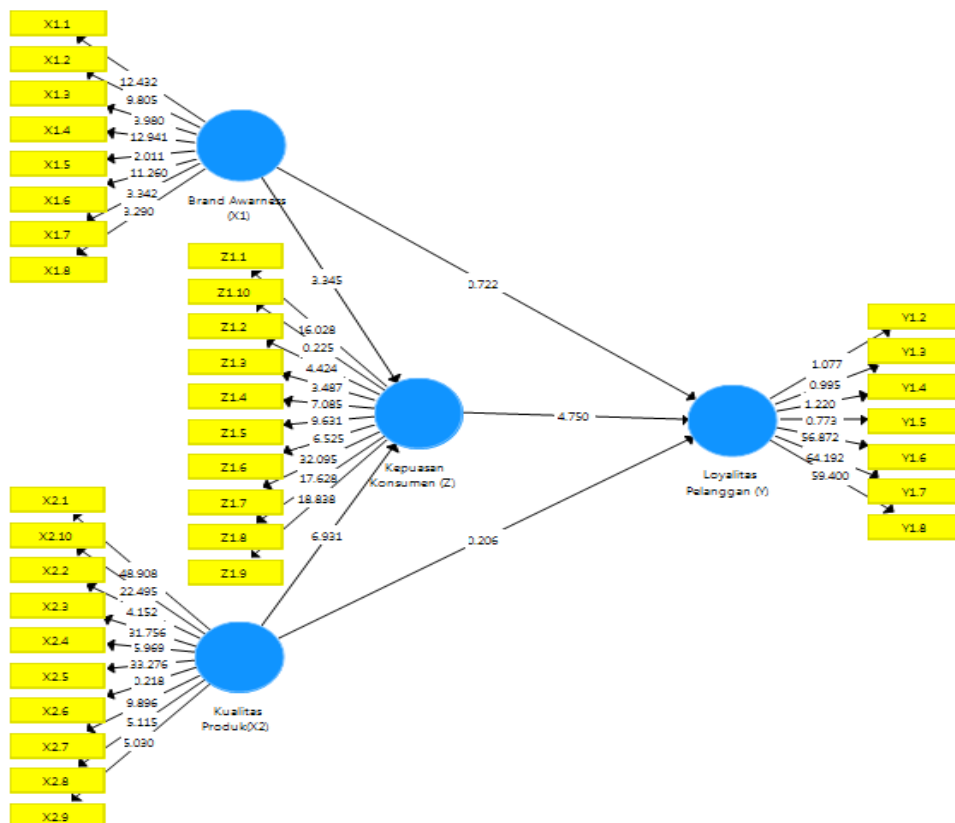 X1.1
X1.2
X1.3
X1.4
X1.5
X1.6
X1.7
X1.8
12.432
9.805
3.980
12.941
2.011
11.260
3.342
3.290
Brand Awarness
(X1)
3.345
0.722
Z1.1
Z1.10
Z1.2
Z1.3
Z1.4
Z1.5
Z1.6
Z1.7
Z1.8
Z1.9
16.028
0.225
4.424
3.487
7.085
9.631
6.525
32.095
17.628
18.838
Kepuasan
Konsumen (Z)
4.750
6.931
0.206
Y1.2
Y1.3
Y1.4
Y1.5
Y1.6
Y1.7
Y1.8
1.077
0.995
1.220
0.773
56.872
64.192
59.400
Loyalitas
Pelanggan (Y)
X2.1
X2.10
X2.2
X2.3
X2.4
X2.5
X2.6
X2.7
X2.8
X2.9
48.908
22.495
4.152
31.756
5.969
33.276
0.218
9.896
5.115
5.030
Kualitas
Produk(X2)